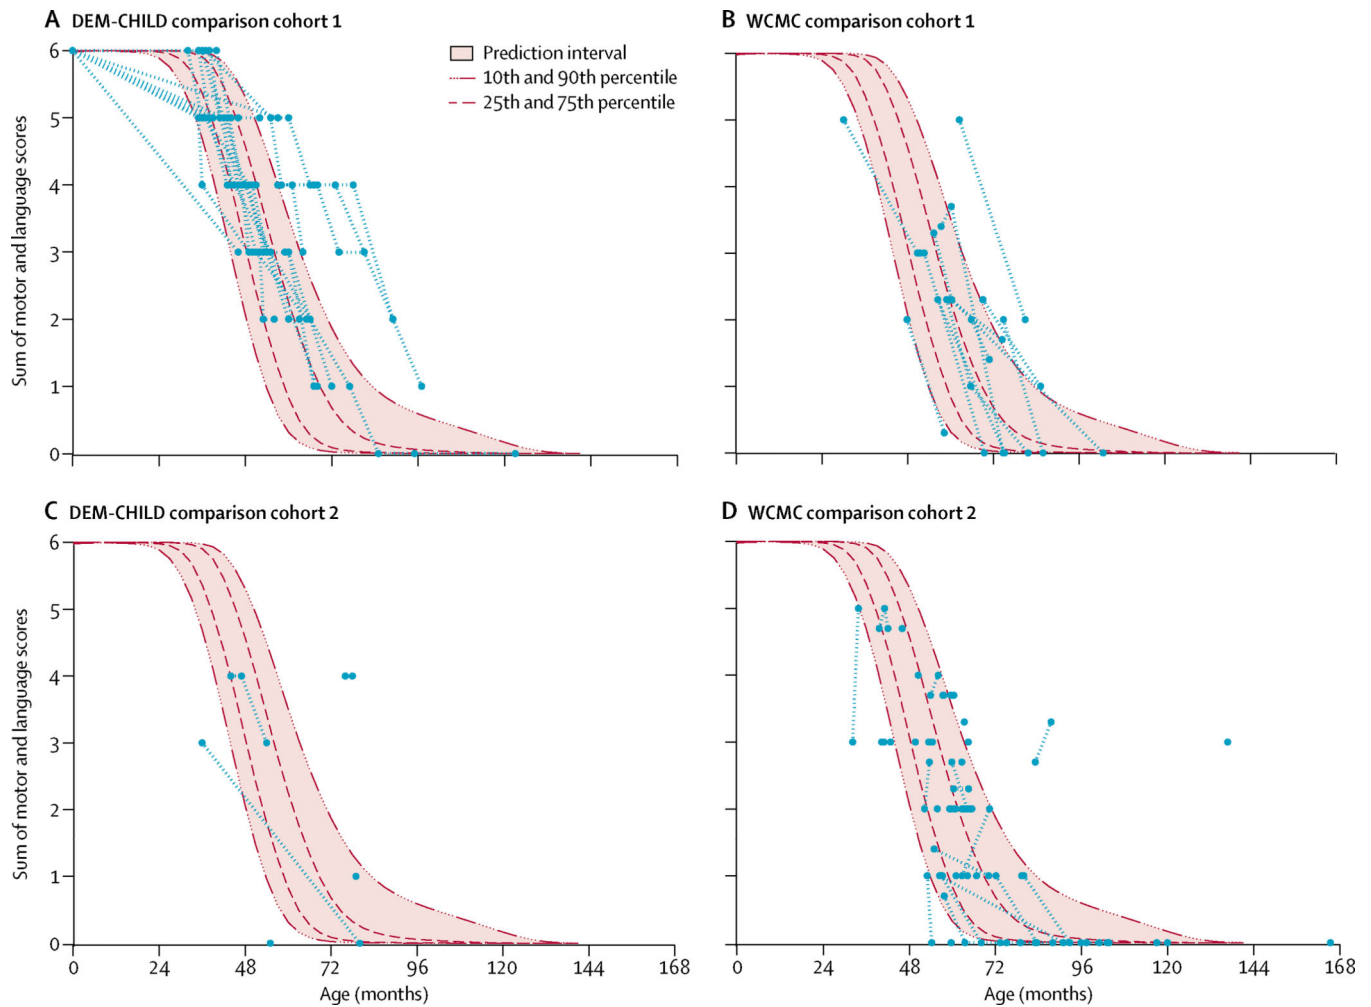 A DEM-CHILD comparison cohort 1
B WCMC comparison cohort 1
Prediction interval
10th and 90th percentile
25th and 75th percentile
Sum of motor and language scores
6
5
4
3
2
1
0
C DEM-CHILD comparison cohort 2
D WCMC comparison cohort 2
Sum of motor and language scores
6
5
4
3
2
1
0
0 24 48 72 96 120 144 168
Age (months)
0 24 48 72 96 120 144 168
Age (months)